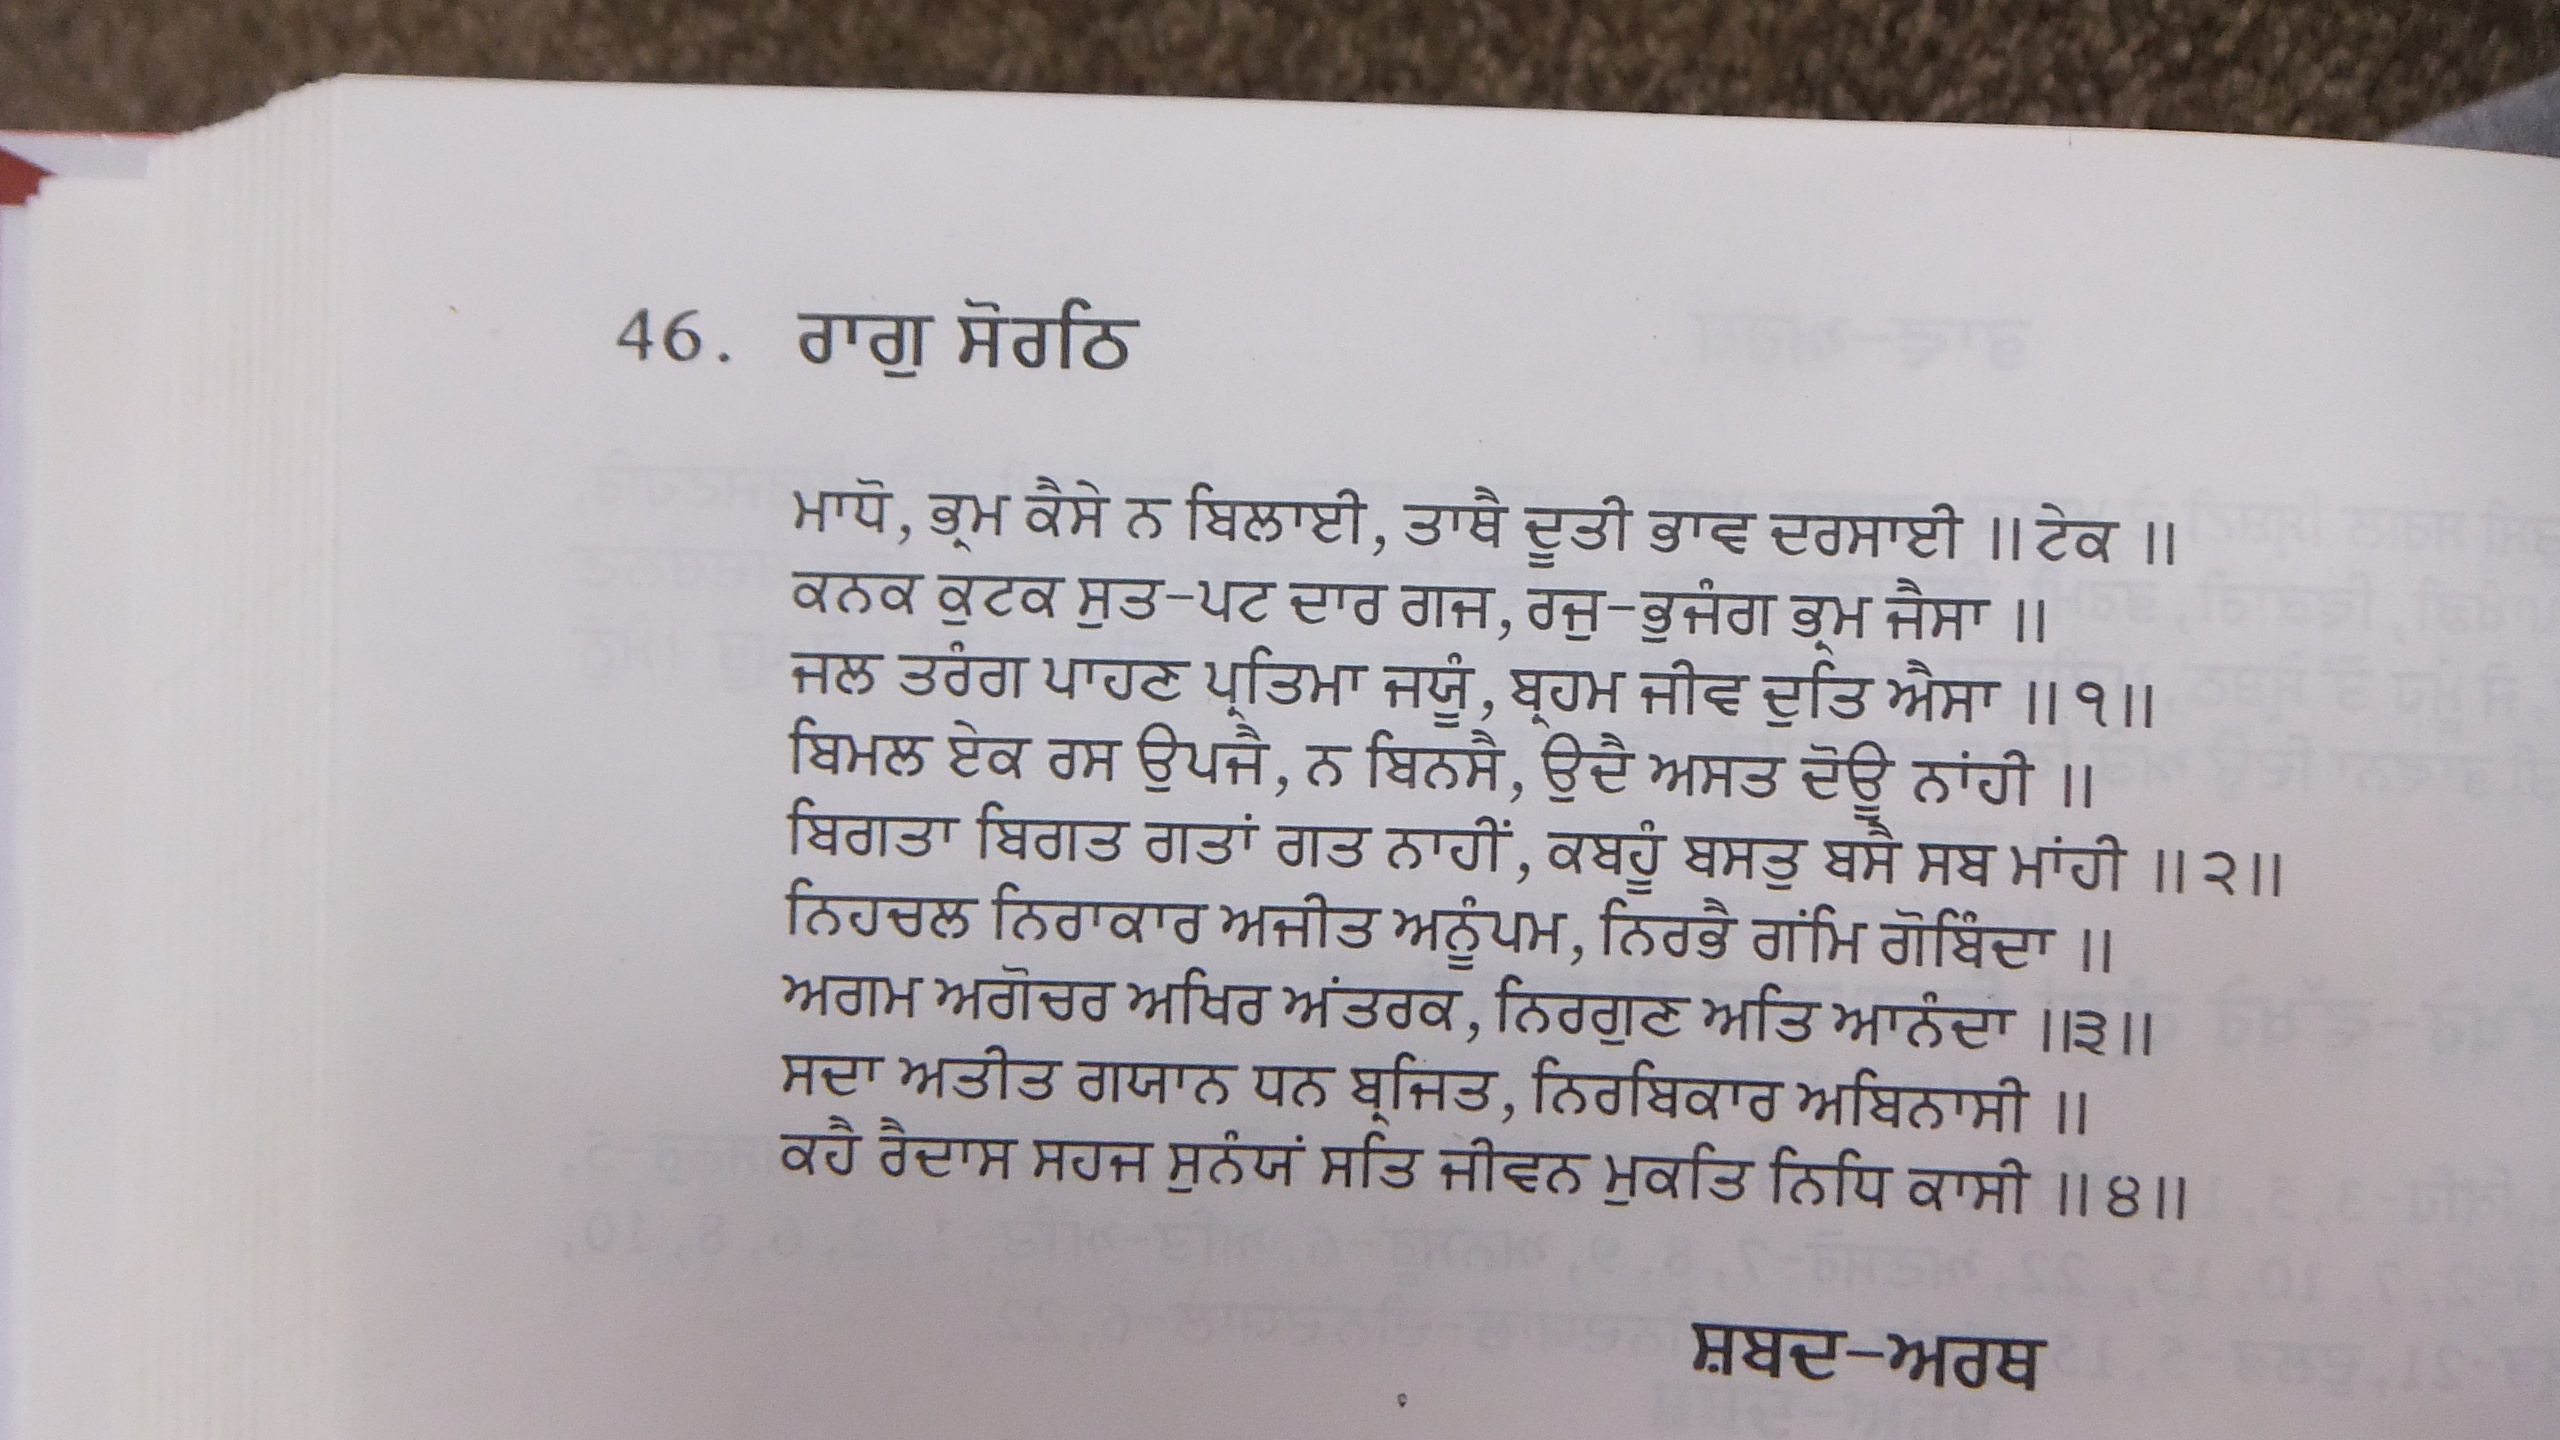 46. ਰਾਗੁ ਸੋਰਠਿ
ਮਾਧੋ, ਭ੍ਰਮ ਕੈਸੇ ਨ ਬਿਲਾਈ, ਤਾਥੈ ਦੂਤੀ ਭਾਵ ਦਰਸਾਈ ॥ ਟੇਕ ॥
ਕਨਕ ਕੁਟਕ ਸੁਤ-ਪਟ ਦਾਰ ਗਜ, ਰਜੁ-ਭੁਜੰਗ ਭ੍ਰਮ ਜੈਸਾ ॥
ਜਲ ਤਰੰਗ ਪਾਹਣ ਪ੍ਰਤਿਮਾ ਜਯੂੰ, ਬ੍ਰਹਮ ਜੀਵ ਦੁਤਿ ਐਸਾ ॥੧॥
ਬਿਮਲ ਏਕ ਰਸ ਉਪਜੈ, ਨ ਬਿਨਸੈ, ਉਦੈ ਅਸਤ ਦੋਊ ਨਾਂਹੀ ॥
ਬਿਗਤਾ ਬਿਗਤ ਗਤਾਂ ਗਤ ਨਾਹੀਂ, ਕਬਹੂੰ ਬਸਤੁ ਬਸੈ ਸਬ ਮਾਂਹੀ ॥੨॥
ਨਿਹਚਲ ਨਿਰਾਕਾਰ ਅਜੀਤ ਅਨੂੰਪਮ, ਨਿਰਭੈ ਗੰਮਿ ਗੋਬਿੰਦਾ ॥
ਅਗਮ ਅਗੋਚਰ ਅਖਿਰ ਅੰਤਰਕ, ਨਿਰਗੁਣ ਅਤਿ ਆਨੰਦਾ ॥੩॥
ਸਦਾ ਅਤੀਤ ਗਯਾਨ ਧਨ ਬ੍ਰਜਿਤ, ਨਿਰਬਿਕਾਰ ਅਬਿਨਾਸੀ ॥
ਕਹੈ ਰੈਦਾਸ ਸਹਜ ਸੁਨੰਯਂ ਸਤਿ ਜੀਵਨ ਮੁਕਤਿ ਨਿਧਿ ਕਾਸੀ ॥੪॥
ਸ਼ਬਦ-ਅਰਥ